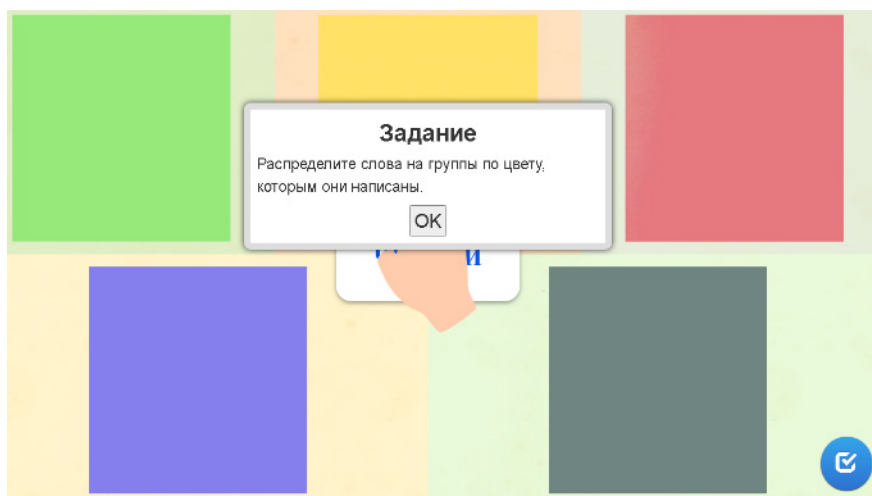 Задание
Распределите слова на группы по цвету,
которым они написаны.
OK